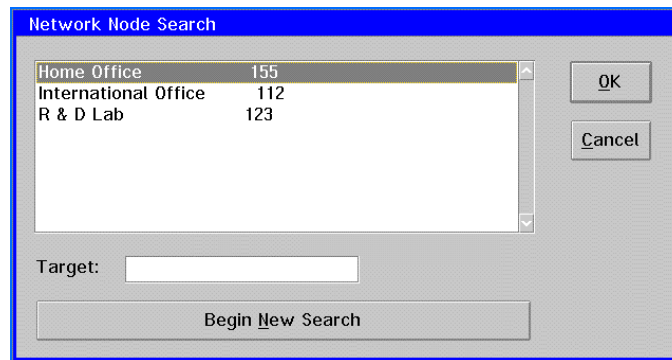 Network Node Search
Home Office 155
International Office 112
R & D Lab 123
OK
Cancel
Target:
Begin New Search